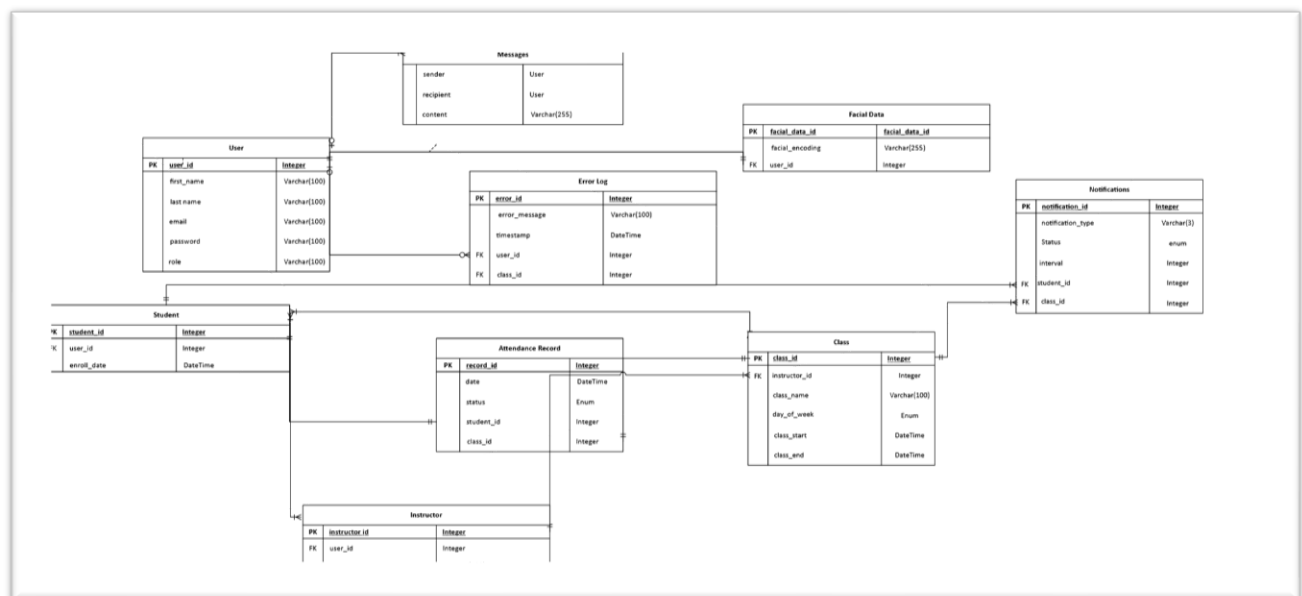 Messages
sender User
recipient User
content Varchar(255)
Facial Data
PK facial_data_id facial_data_id
facial_encoding Varchar(255)
FK user_id Integer
User
PK user_id Integer
first_name Varchar(100)
last name Varchar(100)
email Varchar(100)
password Varchar(100)
role Varchar(100)
Error Log
PK error_id Integer
error_message Varchar(100)
timestamp DateTime
FK user_id Integer
FK class_id Integer
Notifications
PK notification_id Integer
notification_type Varchar(3)
Status enum
interval Integer
FK student_id Integer
FK class_id Integer
Student
K student_id Integer
K user_id Integer
enroll_date DateTime
Attendance Record
PK record_id Integer
date DateTime
status Enum
student_id Integer
class_id Integer
Class
PK class_id Integer
FK instructor_id Integer
class_name Varchar(100)
day_of_week Enum
class_start DateTime
class_end DateTime
Instructor
PK instructor id Integer
FK user_id Integer